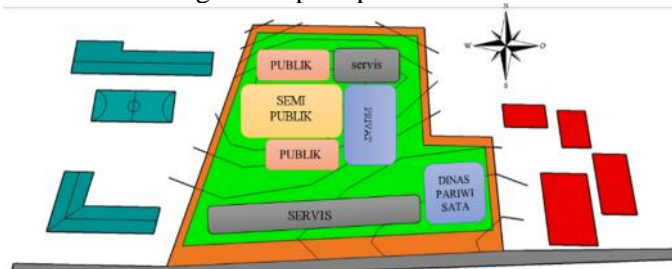 N
W
O
S
PUBLIK
servis
SEMI
PUBLIK
PRIVAT
PUBLIK
DINAS
PARIWI
SATA
SERVIS